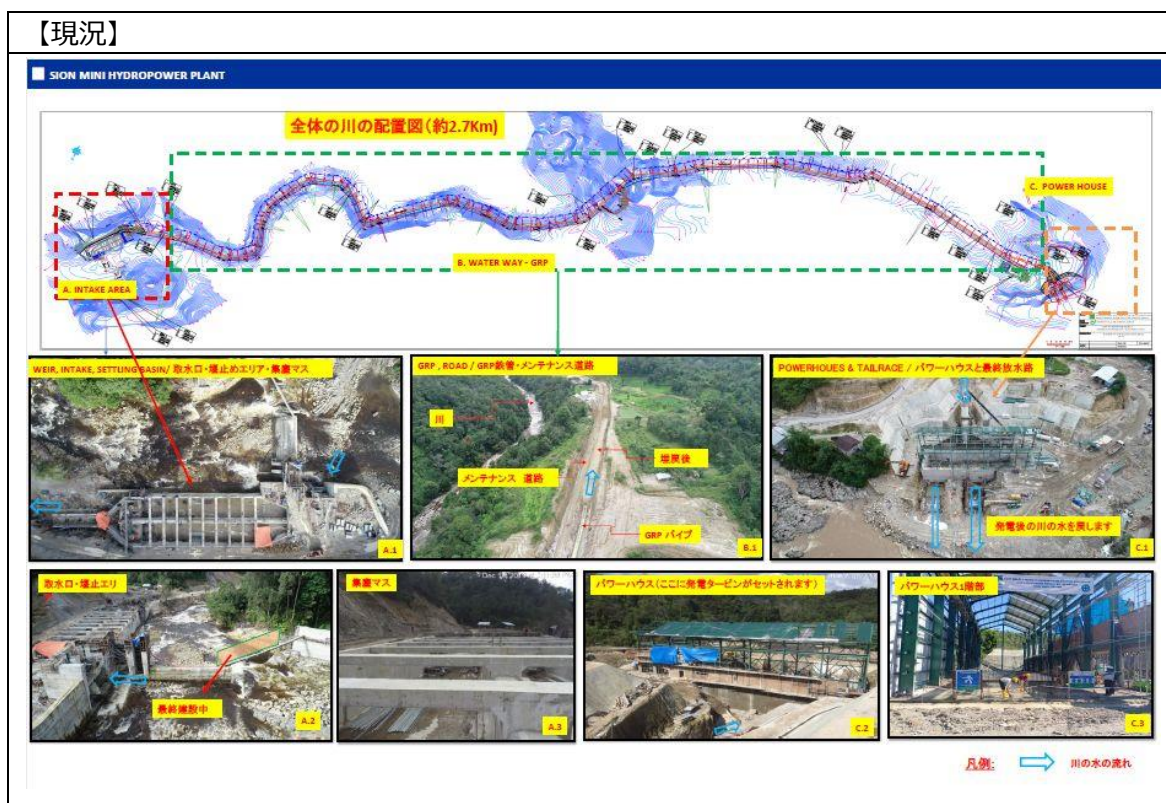 【現況】
SION MINI HYDROPOWER PLANT
全体の川の配置図(約2.7Km)
C. POWER HOUSE
B. WATER WAY - GRP
A. INTAKE AREA
WEIR, INTAKE, SETTLING BASIN/ 取水口・堰止めエリア・集塵マス
A.1
GRP , ROAD / GRP鉄管・メンテナンス道路
川
メンテナンス 道路
埋戻後
GRP パイプ
B.1
POWERHOUES & TAILRACE / パワーハウスと最終放水路
発電後の川の水を戻します
C.1
取水口・堰止エリ
最終建設中
A.2
集塵マス
A.3
パワーハウス(ここに発電タービンがセットされます)
C.2
パワーハウス1階部
C.3
凡例:
川の水の流れ